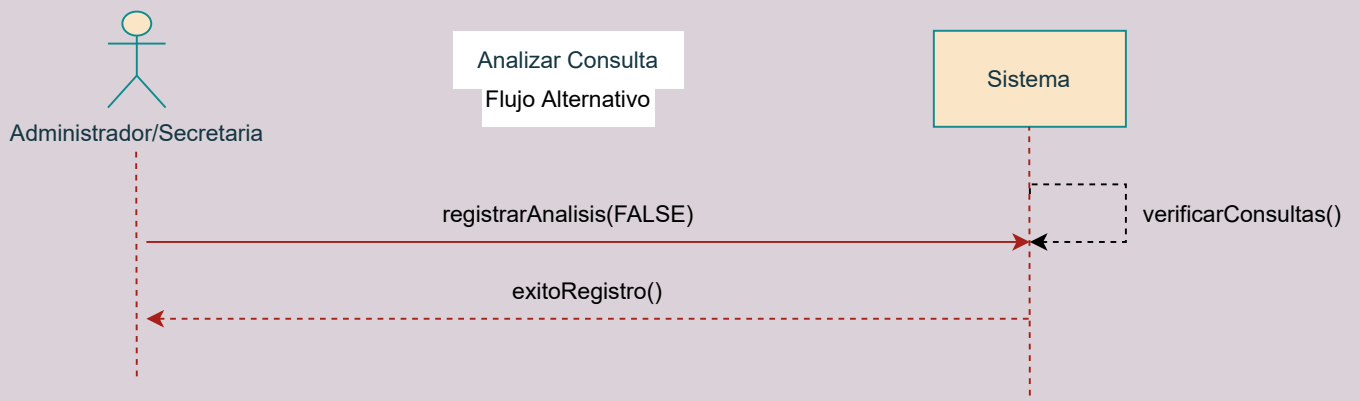 Analizar Consulta
Flujo Alternativo
Sistema
Administrador/Secretaria
registrarAnalisis(FALSE)
verificarConsultas()
exitoRegistro()